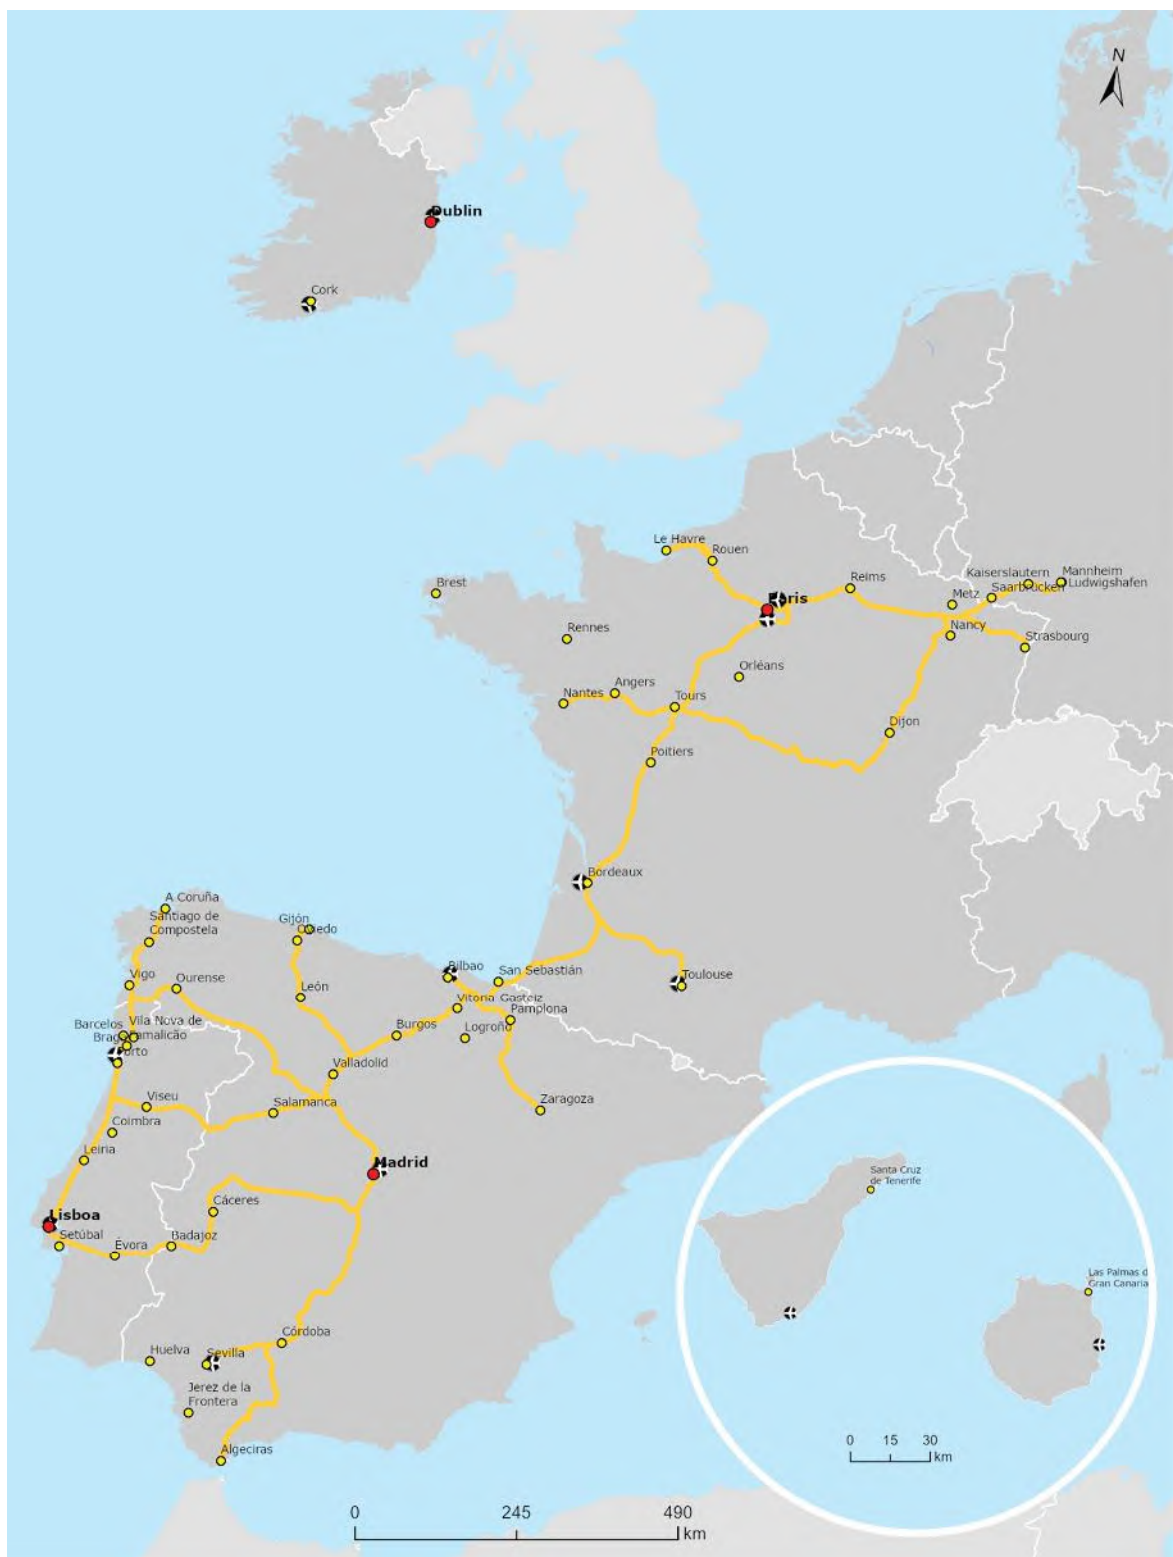 N
Dublin
Cork
Le Havre
Rouen
Brest
Paris
Reims
Kaiserslautern
Mannheim
Ludwigshafen
Metz
Saarbrücken
Nancy
Strasbourg
Rennes
Orléans
Nantes
Angers
Tours
Dijon
Poitiers
Bordeaux
Toulouse
A Coruña
Santiago de
Compostela
Gijón
Oviedo
Vigo
Ourense
León
Bilbao
San Sebastián
Vitoria-Gasteiz
Pamplona
Logroño
Burgos
Barcelos
Vila Nova de
Famalicão
Braga
Porto
Valladolid
Zaragoza
Viseu
Salamanca
Coimbra
Leiria
Madrid
Cáceres
Lisboa
Setúbal
Évora
Badajoz
Córdoba
Huelva
Sevilla
Jerez de la
Frontera
Algeciras
Santa Cruz
de Tenerife
Las Palmas d
Gran Canaria
0 15 30
km
0 245 490
km